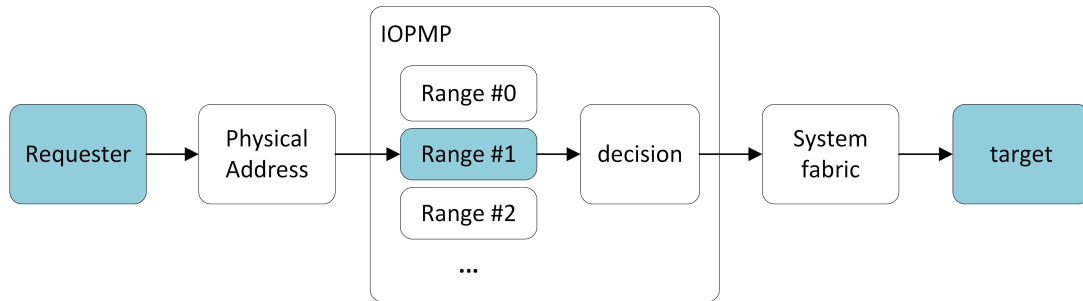 IOPMP
Range #0
Requester
Physical
Address
Range #1
decision
System
fabric
target
Range #2
...